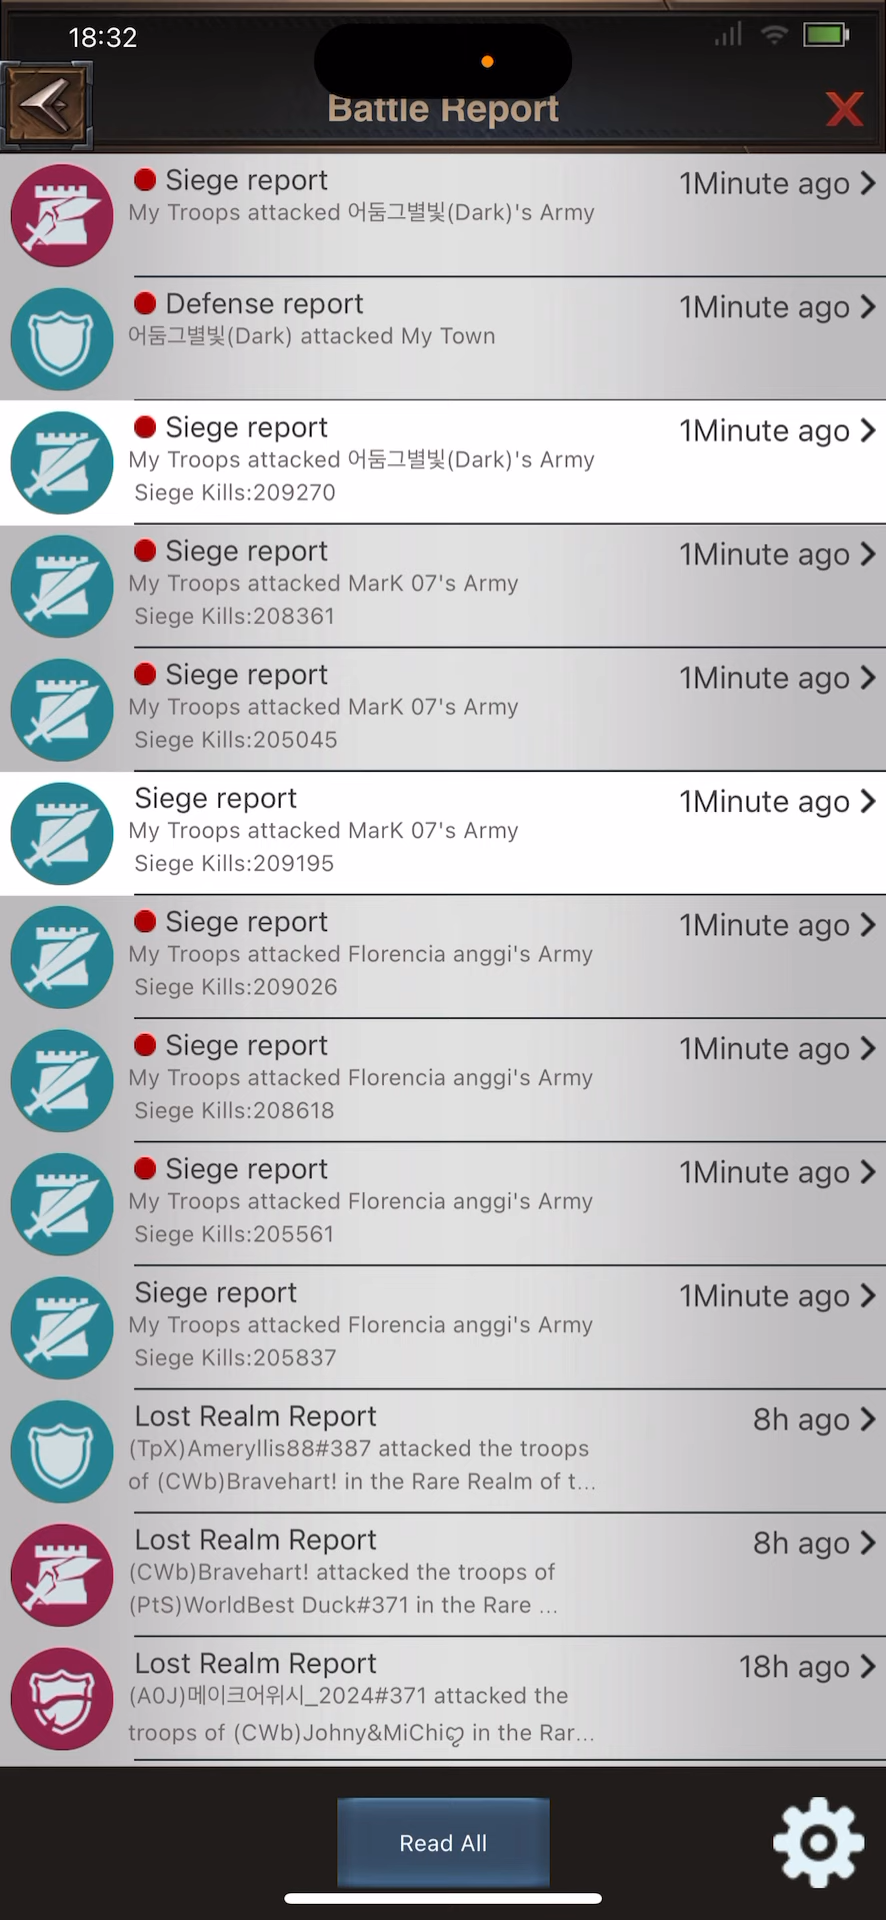 18:32
Battle Report
Siege report
1Minute ago
My Troops attacked 어둠그별빛(Dark)'s Army
Defense report
1Minute ago
어둠그별빛(Dark) attacked My Town
Siege report
1Minute ago
My Troops attacked 어둠그별빛(Dark)'s Army
Siege Kills:209270
Siege report
1Minute ago
My Troops attacked MarK 07's Army
Siege Kills:208361
Siege report
1Minute ago
My Troops attacked MarK 07's Army
Siege Kills:205045
Siege report
1Minute ago
My Troops attacked MarK 07's Army
Siege Kills:209195
Siege report
1Minute ago
My Troops attacked Florencia anggi's Army
Siege Kills:209026
Siege report
1Minute ago
My Troops attacked Florencia anggi's Army
Siege Kills:208618
Siege report
1Minute ago
My Troops attacked Florencia anggi's Army
Siege Kills:205561
Siege report
1Minute ago
My Troops attacked Florencia anggi's Army
Siege Kills:205837
Lost Realm Report
8h ago
(TpX)Ameryllis88#387 attacked the troops
of (CWb)Bravehart! in the Rare Realm of t...
Lost Realm Report
8h ago
(CWb)Bravehart! attacked the troops of
(PtS)WorldBest Duck#371 in the Rare ...
Lost Realm Report
18h ago
(A0J)메이크어위시_2024#371 attacked the
troops of (CWb)Johny&MiChiღ in the Rar...
Read All